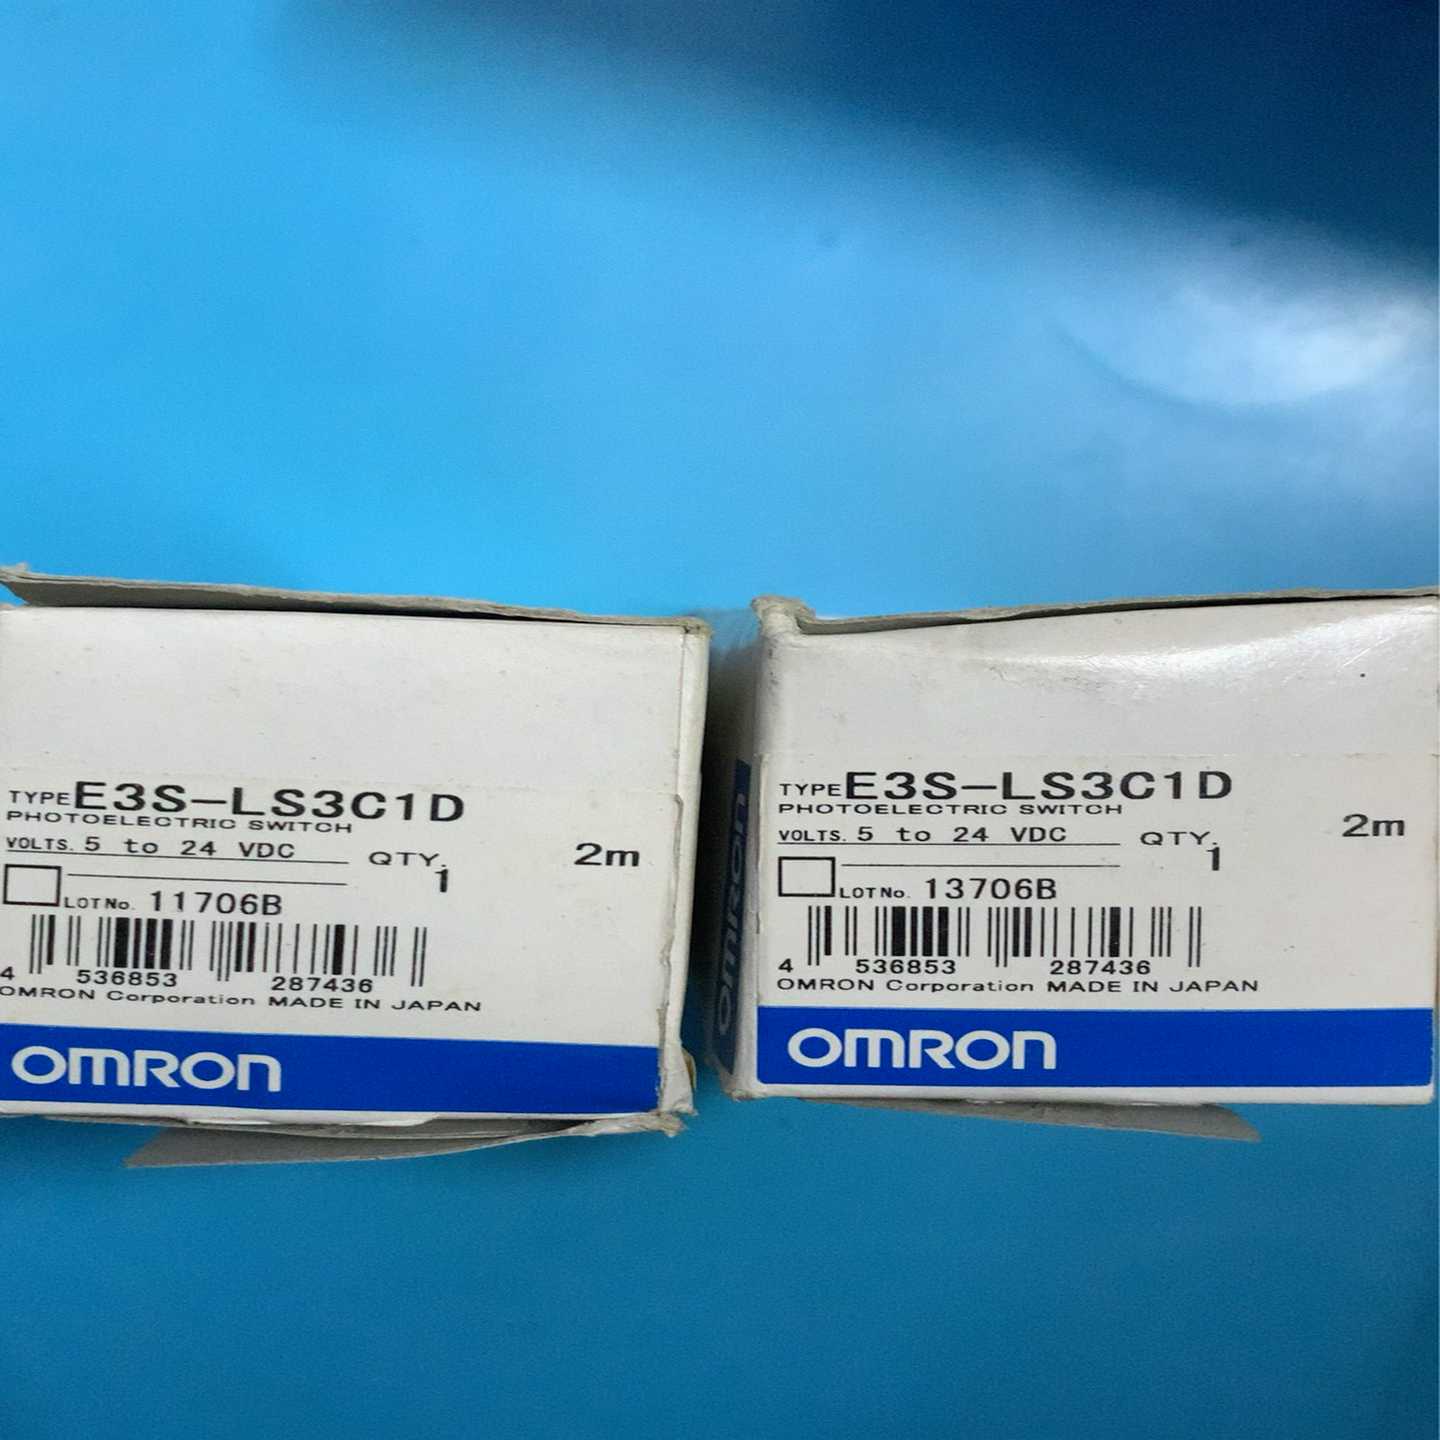 TYPE E3S-LS3C1D
PHOTOELECTRIC SWITCH
VOLTS. 5 to 24 VDC
QTY. 1
2m
LOT No. 11706B
4 536853 287436
OMRON Corporation MADE IN JAPAN
OMRON
OMRON
TYPE E3S-LS3C1D
PHOTOELECTRIC SWITCH
VOLTS. 5 to 24 VDC
QTY. 1
2m
LOT No. 13706B
4 536853 287436
OMRON Corporation MADE IN JAPAN
OMRON